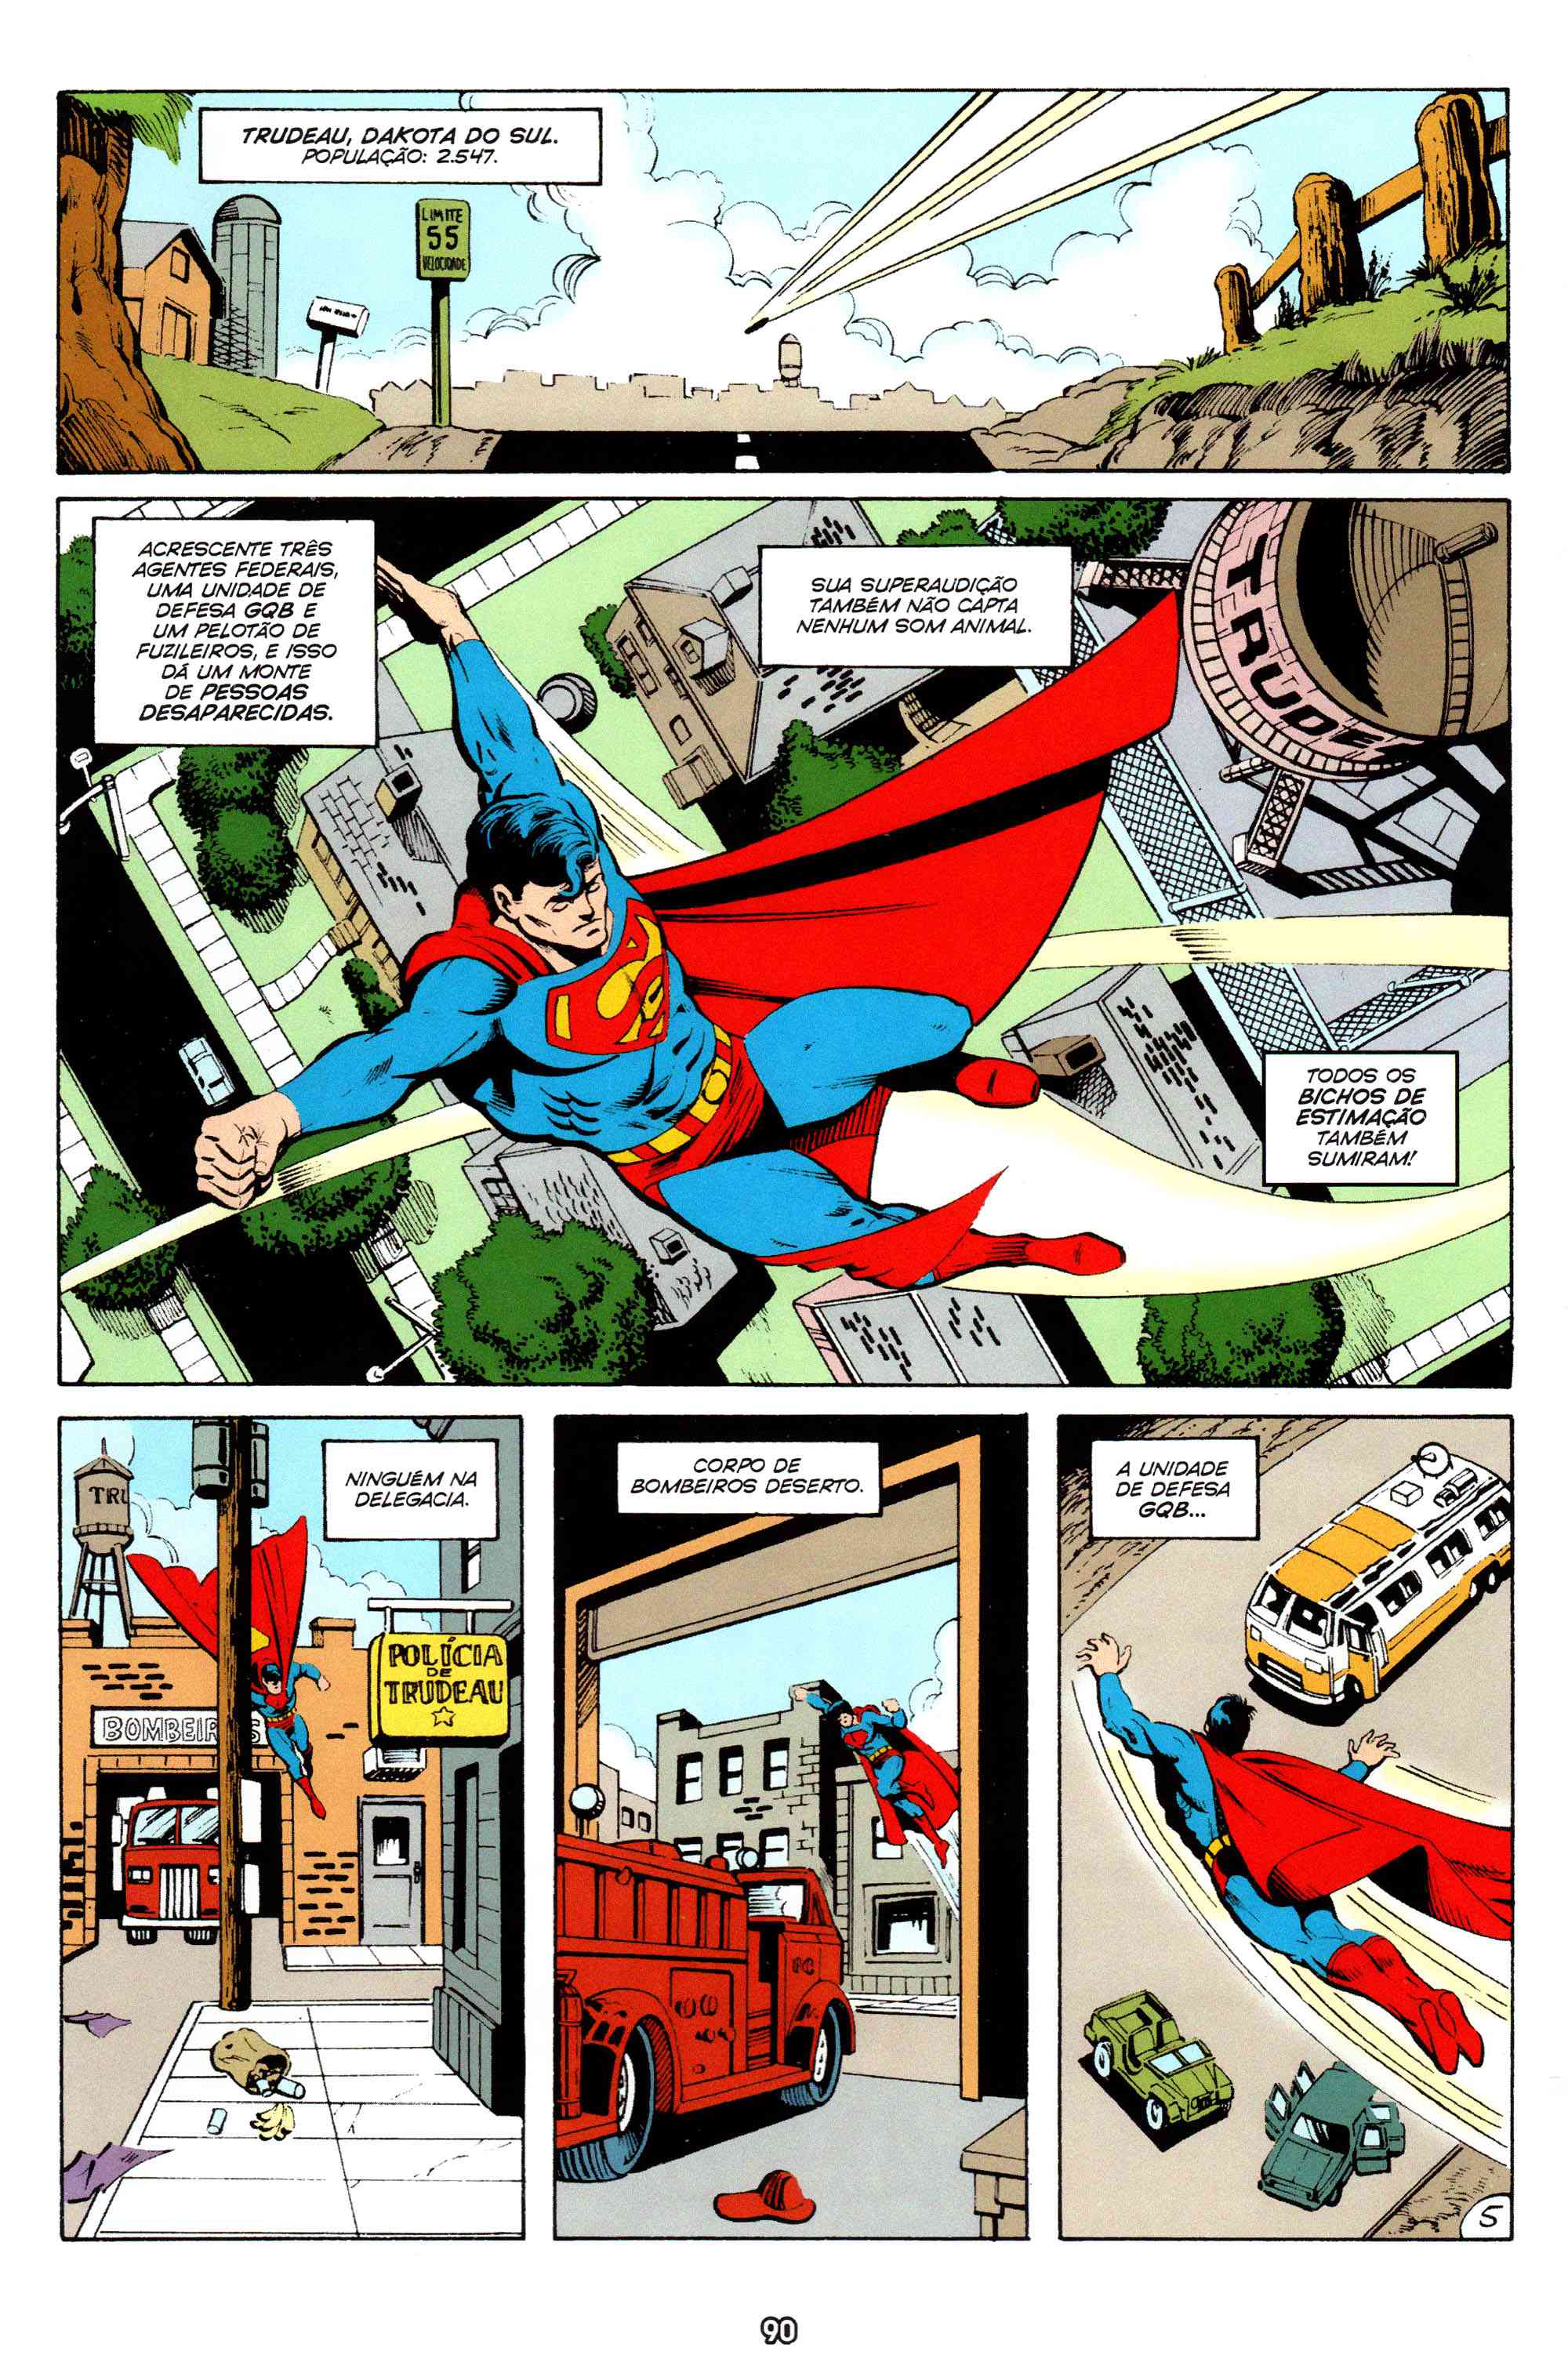 TRUDEAU, DAKOTA DO SUL.
POPULAÇÃO: 2.547.
LIMITE
55
VELOCIDADE
ACRESCENTE TRÊS
AGENTES FEDERAIS,
UMA UNIDADE DE
DEFESA GQB E
UM PELOTÃO DE
FUZILEIROS, E ISSO
DÁ UM MONTE
DE PESSOAS
DESAPARECIDAS.
SUA SUPERAUDIÇÃO
TAMBÉM NÃO CAPTA
NENHUM SOM ANIMAL.
TRUDE
TODOS OS
BICHOS DE
ESTIMAÇÃO
TAMBÉM
SUMIRAM!
NINGUÉM NA
DELEGACIA.
TRU
POLÍCIA
DE
TRUDEAU
BOMBEIROS
CORPO DE
BOMBEIROS DESERTO.
A UNIDADE
DE DEFESA
GQB...
5
90